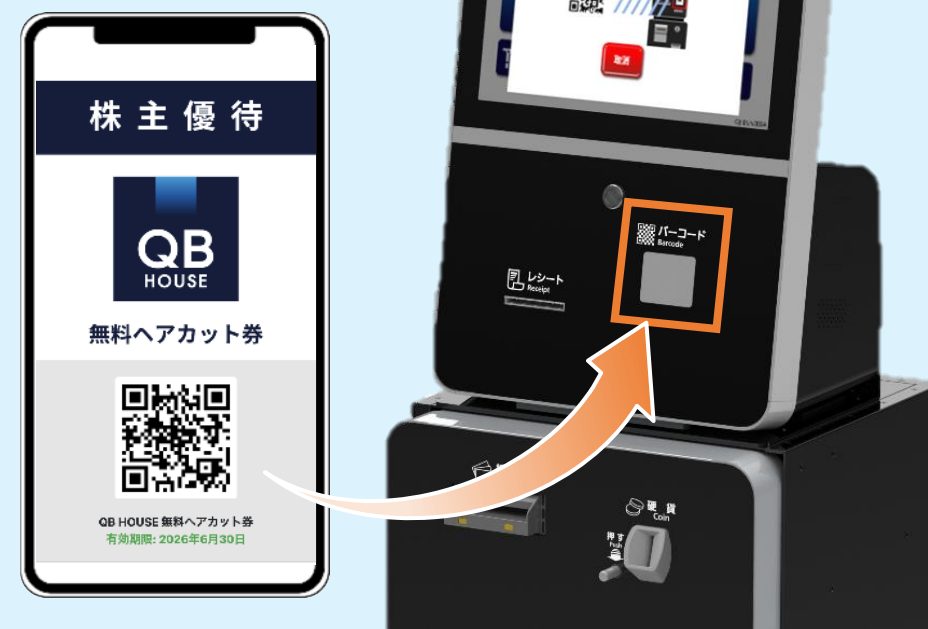 株主優待
QB
HOUSE
無料ヘアカット券
QB HOUSE 無料ヘアカット券
有効期限: 2026年6月30日
取消
バーコード
Barcode
レシート
Receipt
硬貨
Coin
押す
Push